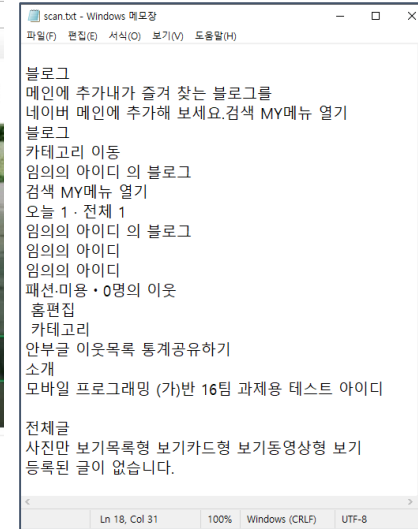 scan.txt - Windows 메모장
파일(F) 편집(E) 서식(O) 보기(V) 도움말(H)
블로그
메인에 추가내가 즐겨 찾는 블로그를
네이버 메인에 추가해 보세요.검색 MY메뉴 열기
블로그
카테고리 이동
임의의 아이디 의 블로그
검색 MY메뉴 열기
오늘 1 · 전체 1
임의의 아이디 의 블로그
임의의 아이디
임의의 아이디
패션·미용 • 0명의 이웃
홈편집
카테고리
안부글 이웃목록 통계공유하기
소개
모바일 프로그래밍 (가)반 16팀 과제용 테스트 아이디
전체글
사진만 보기목록형 보기카드형 보기동영상형 보기
등록된 글이 없습니다.
Ln 18, Col 31 100% Windows (CRLF) UTF-8